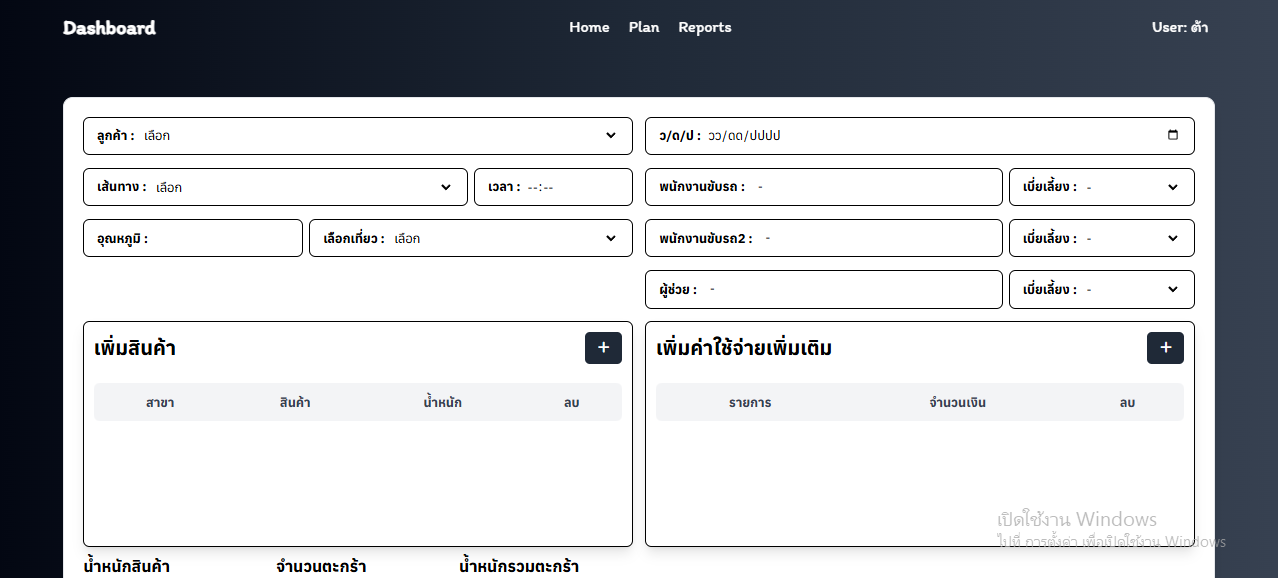 Dashboard Home Plan Reports User: ต้า
ลูกค้า : เลือก ว/ด/ป : วว/ดด/ปปปป
เส้นทาง : เลือก เวลา : --:-- พนักงานขับรถ : - เบี่ยเลี้ยง : -
อุณหภูมิ : เลือกเที่ยว : เลือก พนักงานขับรถ2 : - เบี่ยเลี้ยง : -
ผู้ช่วย : - เบี่ยเลี้ยง : -
เพิ่มสินค้า + เพิ่มค่าใช้จ่ายเพิ่มเติม +
สาขา สินค้า น้ำหนัก ลบ รายการ จำนวนเงิน ลบ
เปิดใช้งาน Windows
ไปที่ การตั้งค่า เพื่อเปิดใช้งาน Windows
น้ำหนักสินค้า จำนวนตะกร้า น้ำหนักรวมตะกร้า